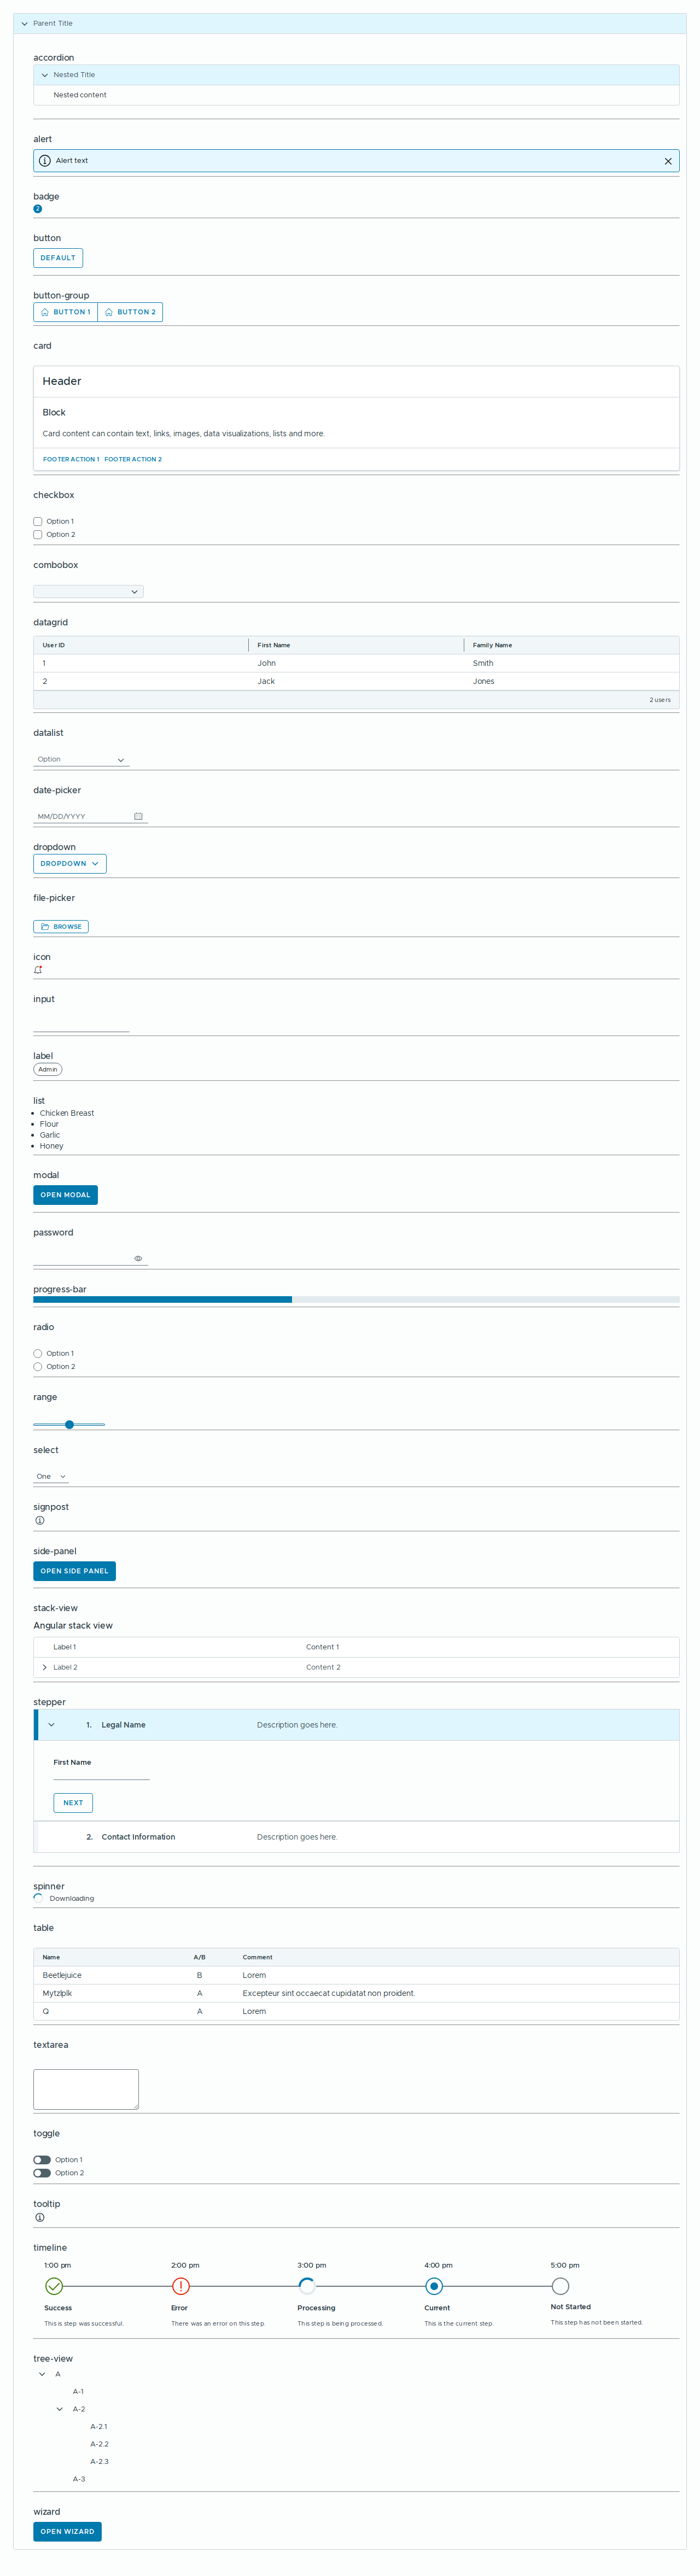 Parent Title
accordion
Nested Title
Nested content
alert
Alert text
badge
2
button
DEFAULT
button-group
BUTTON 1 BUTTON 2
card
Header
Block
Card content can contain text, links, images, data visualizations, lists and more.
FOOTER ACTION 1 FOOTER ACTION 2
checkbox
Option 1
Option 2
combobox
datagrid
User ID First Name Family Name
1 John Smith
2 Jack Jones
2 users
datalist
Option
date-picker
MM/DD/YYYY
dropdown
DROPDOWN
file-picker
BROWSE
icon
input
label
Admin
list
Chicken Breast
Flour
Garlic
Honey
modal
OPEN MODAL
password
progress-bar
radio
Option 1
Option 2
range
select
One
signpost
side-panel
OPEN SIDE PANEL
stack-view
Angular stack view
Label 1 Content 1
Label 2 Content 2
stepper
1. Legal Name Description goes here.
First Name
NEXT
2. Contact Information Description goes here.
spinner
Downloading
table
Name A/B Comment
Beetlejuice B Lorem
Mytzlplk A Excepteur sint occaecat cupidatat non proident.
Q A Lorem
textarea
toggle
Option 1
Option 2
tooltip
timeline
1:00 pm 2:00 pm 3:00 pm 4:00 pm 5:00 pm
Success Error Processing Current Not Started
This is step was successful. There was an error on this step. This step is being processed. This is the current step. This step has not been started.
tree-view
A
A-1
A-2
A-2.1
A-2.2
A-2.3
A-3
wizard
OPEN WIZARD